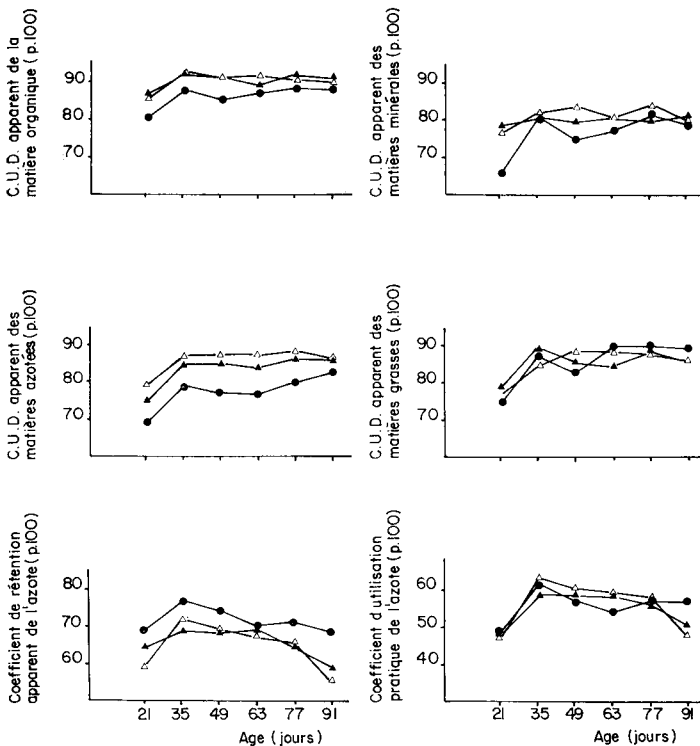 C.U.D. apparent de la
matière organique (p.100)
90
80
70
C.U.D. apparent des
matières minérales (p.100)
90
80
70
C.U.D. apparent des
matières azotées (p.100)
90
80
70
C.U.D. apparent des
matières grasses (p.100)
90
80
70
Coefficient de rétention
apparent de l'azote (p.100)
80
70
60
21 35 49 63 77 91
Age (jours)
Coefficient d utilisation
pratique de l'azote (p.100)
60
50
40
21 35 49 63 77 91
Age (jours)